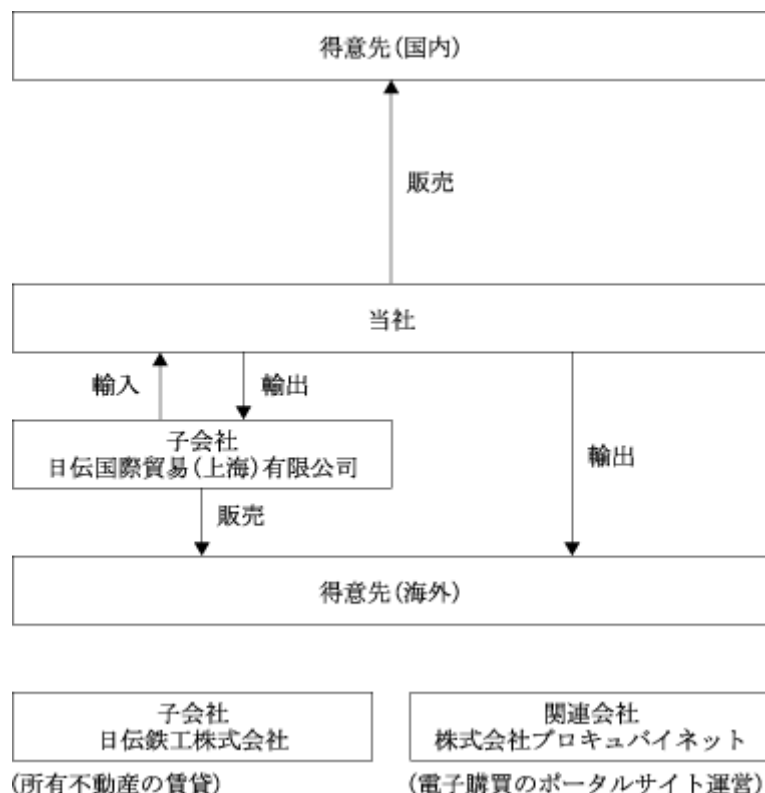 得意先(国内)
販売
当社
輸入
輸出
子会社
日伝国際貿易(上海)有限公司
輸出
販売
得意先(海外)
子会社
日伝鉄工株式会社
(所有不動産の賃貸)
関連会社
株式会社プロキュバイネット
(電子購買のポータルサイト運営)